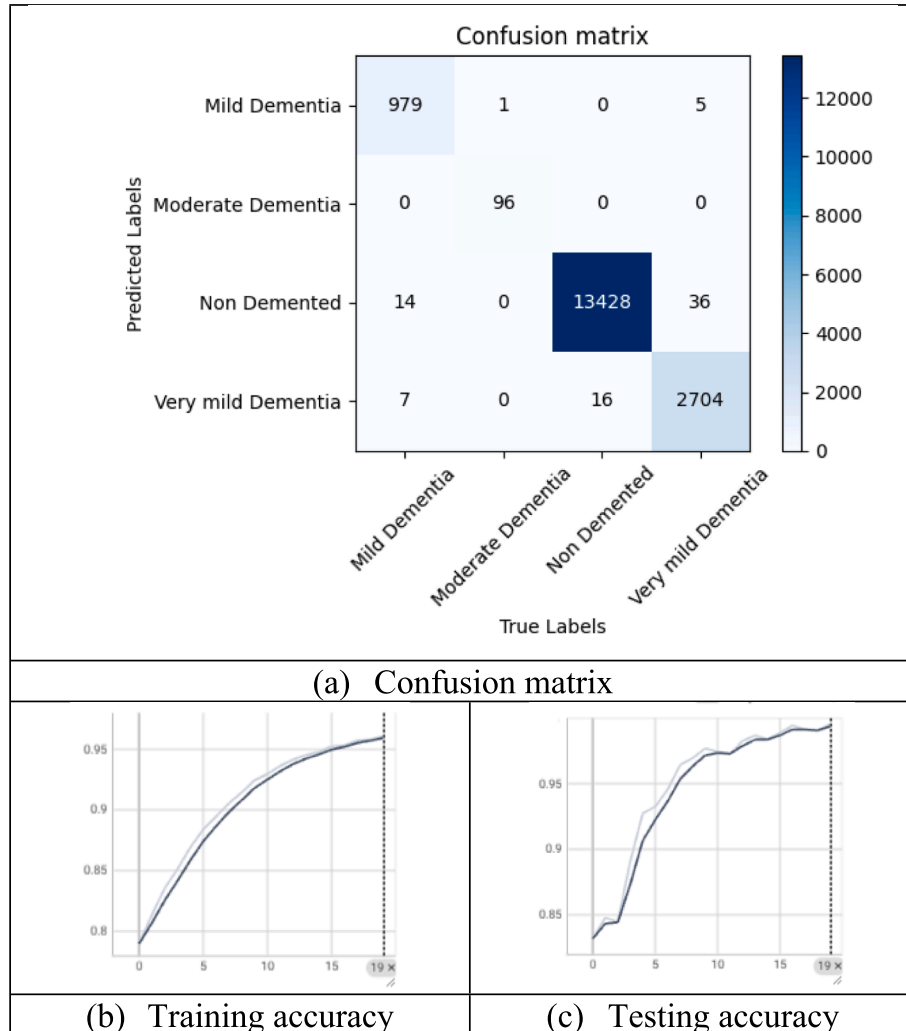 Confusion matrix
Mild Dementia 979 1 0 5
Moderate Dementia 0 96 0 0
Non Demented 14 0 13428 36
Very mild Dementia 7 0 16 2704
Predicted Labels
12000
10000
8000
6000
4000
2000
0
Mild Dementia
Moderate Dementia
Non Demented
Very mild Dementia
True Labels
(a) Confusion matrix
0.95
0.9
0.85
0.8
0 5 10 15 19 ×
(b) Training accuracy
0.95
0.9
0.85
0 5 10 15 19 ×
(c) Testing accuracy